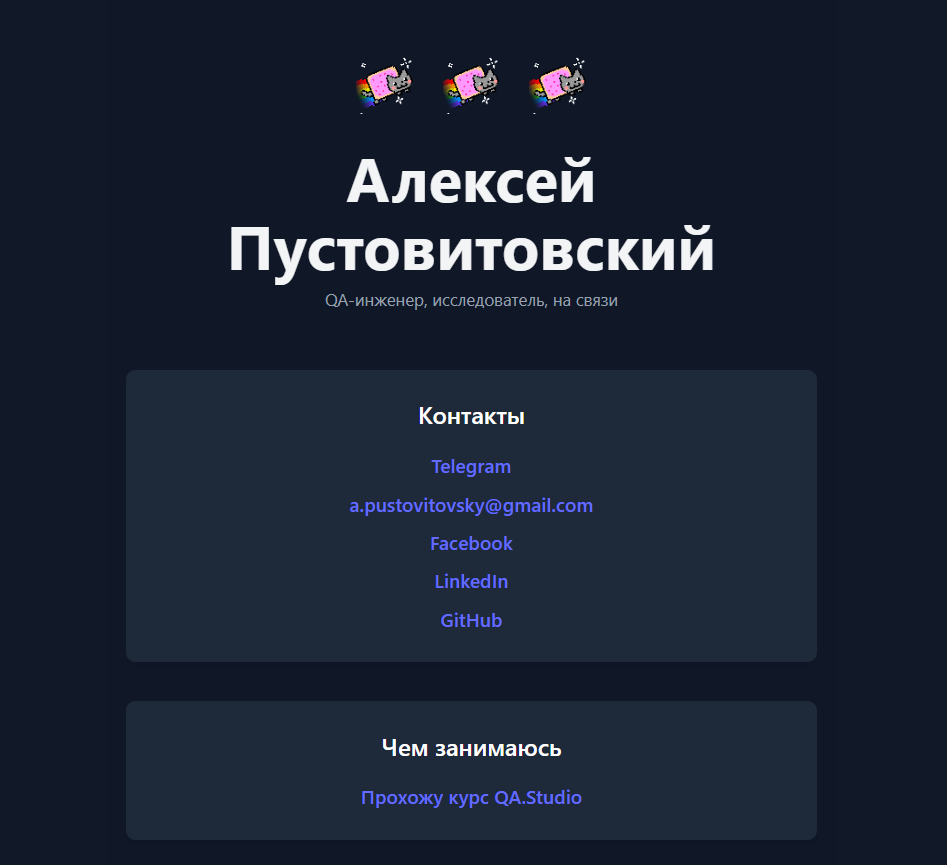 Алексей
Пустовитовский
QA-инженер, исследователь, на связи
Контакты
Telegram
a.pustovitovsky@gmail.com
Facebook
LinkedIn
GitHub
Чем занимаюсь
Прохожу курс QA.Studio